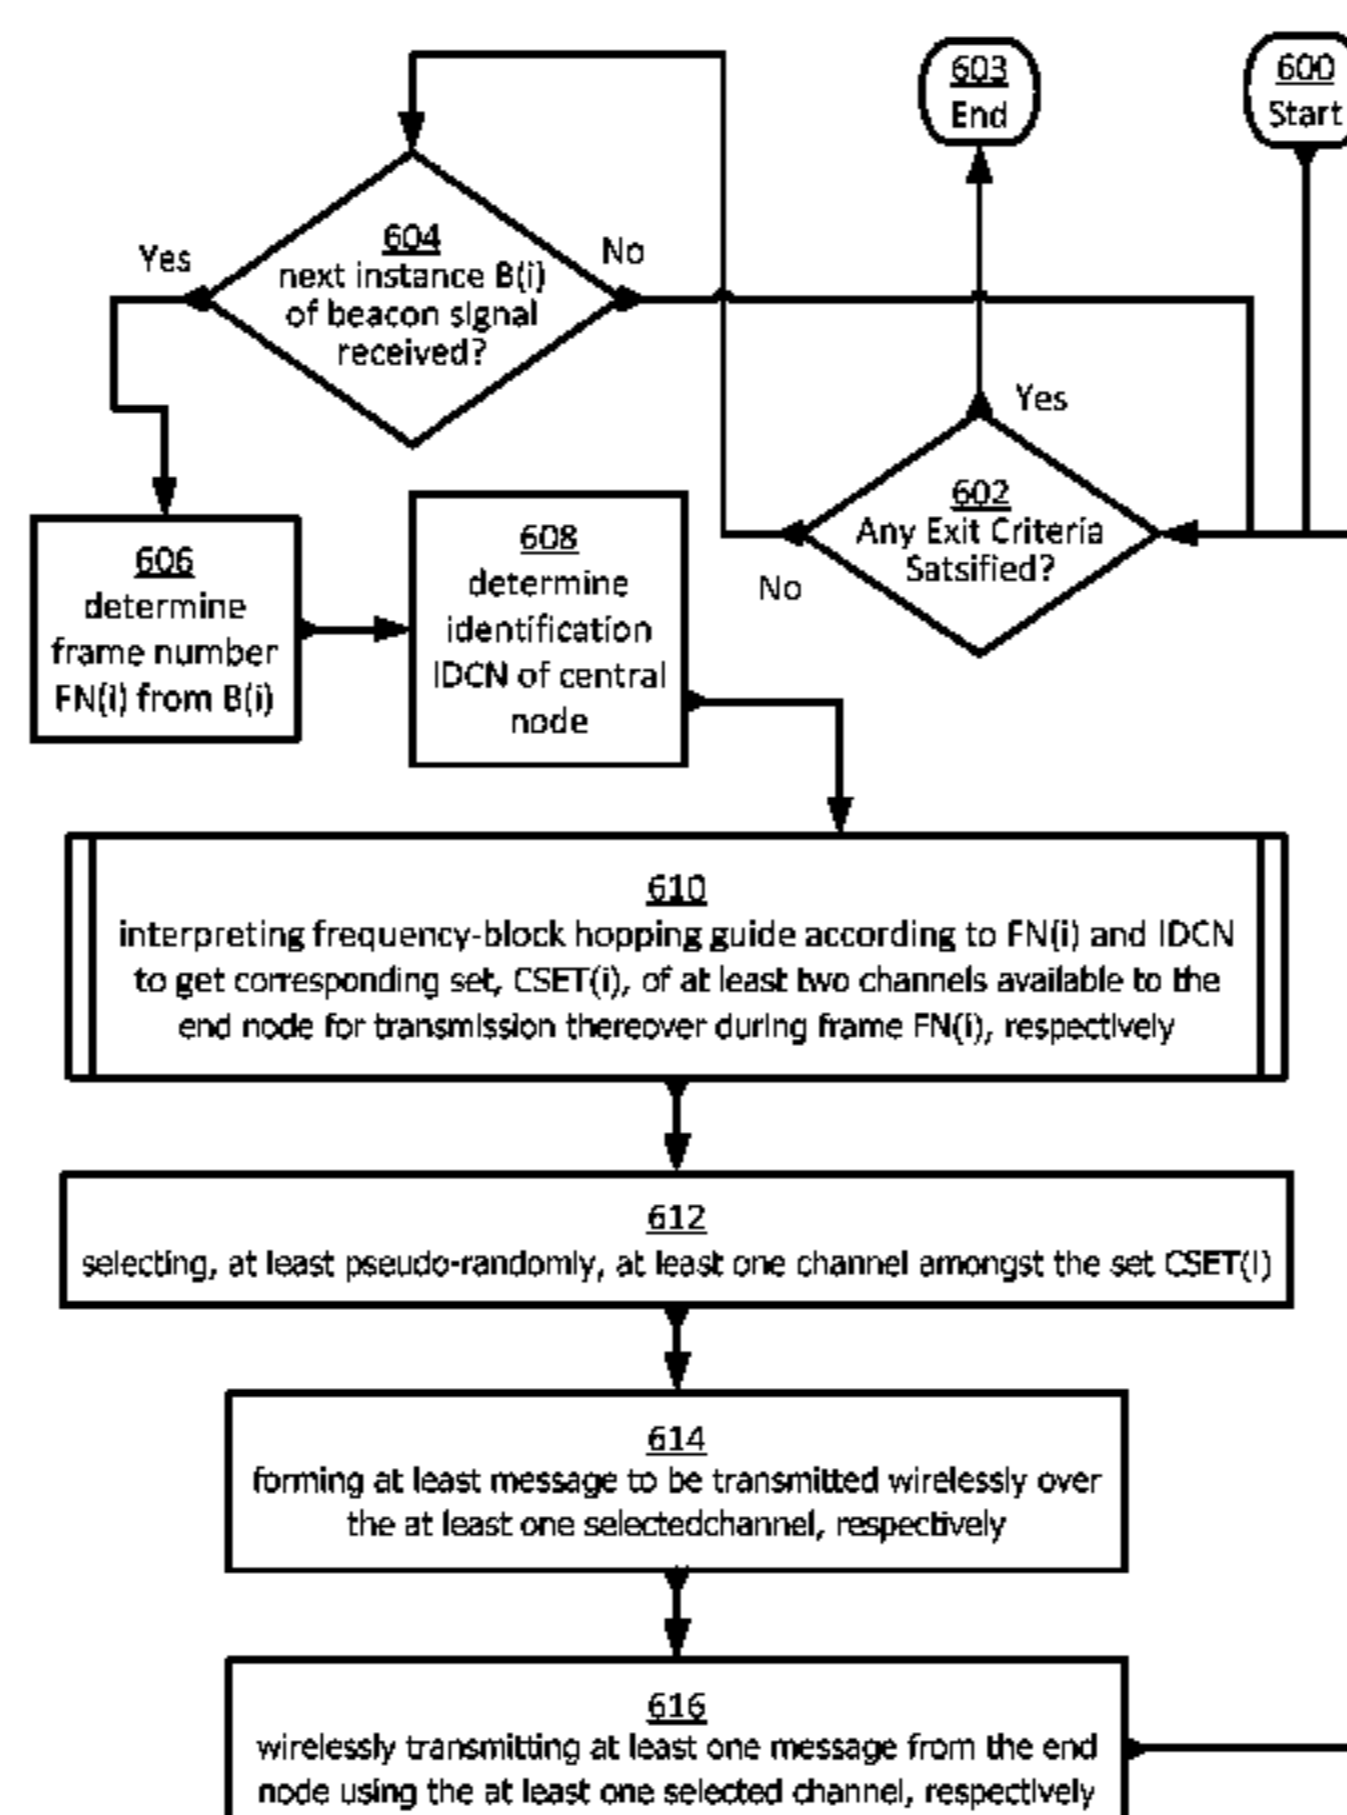 600
Start
603
End
602
Any Exit Criteria
Satsified?
Yes
No
604
next instance B(i)
of beacon signal
received?
Yes
No
606
determine
frame number
FN(i) from B(i)
608
determine
identification
IDCN of central
node
610
interpreting frequency-block hopping guide according to FN(i) and IDCN
to get corresponding set, CSET(i), of at least two channels available to the
end node for transmission thereover during frame FN(i), respectively
612
selecting, at least pseudo-randomly, at least one channel amongst the set CSET(i)
614
forming at least message to be transmitted wirelessly over
the at least one selectedchannel, respectively
616
wirelessly transmitting at least one message from the end
node using the at least one selected channel, respectively